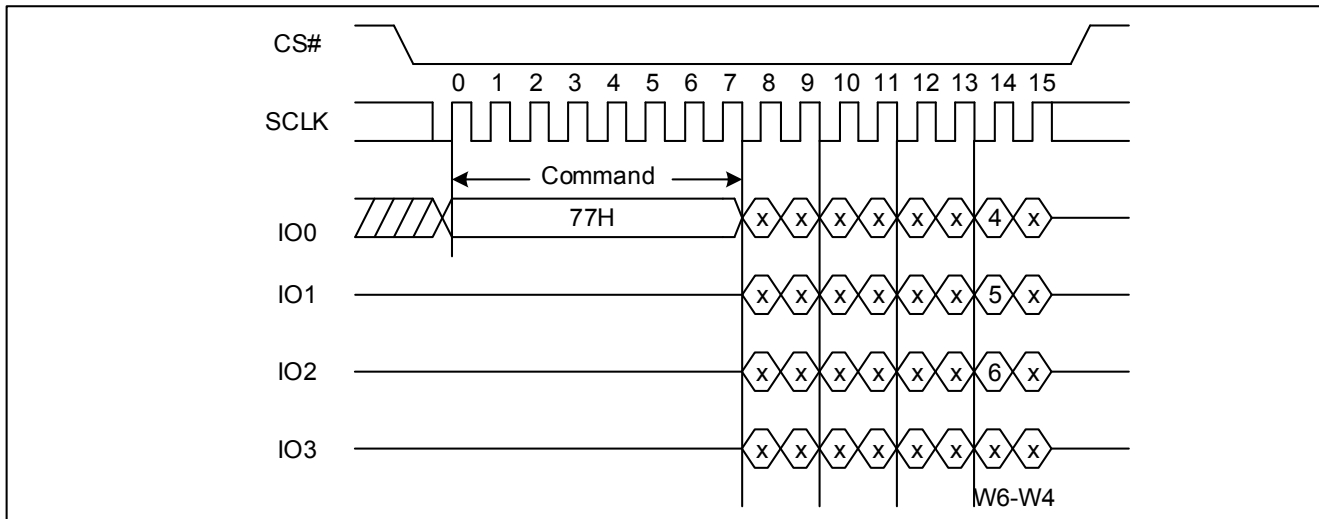 CS#
0 1 2 3 4 5 6 7 8 9 10 11 12 13 14 15
SCLK
Command
77H x x x x x x 4 x
IO0
IO1 x x x x x x 5 x
IO2 x x x x x x 6 x
IO3 x x x x x x x x
W6-W4